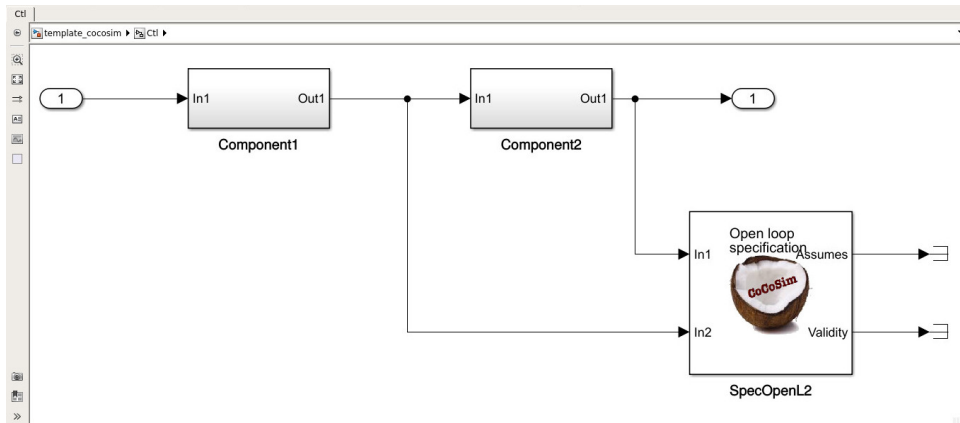 Ctl
template_cocosim Ctl
1 In1 Out1 In1 Out1 1
Component1 Component2
Open loop
specification
In1 Assumes
CoCoSim
In2 Validity
SpecOpenL2